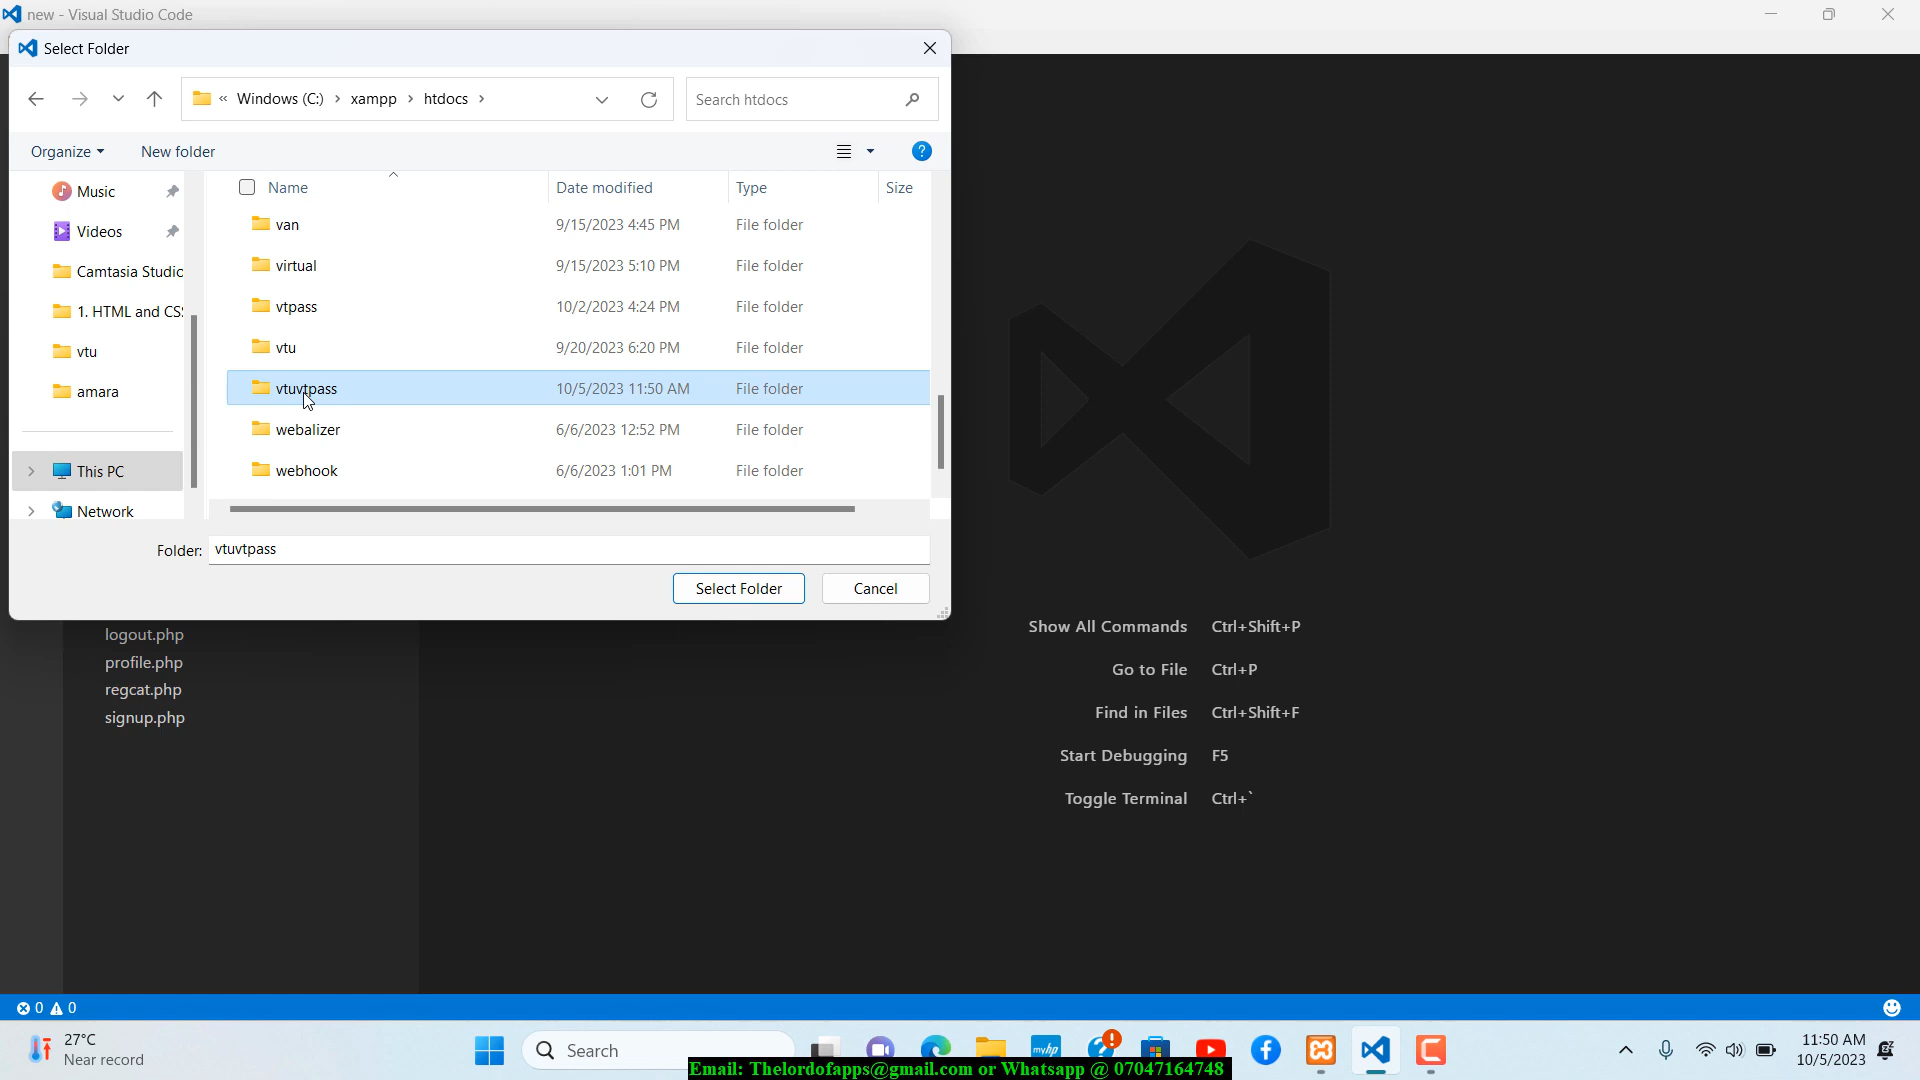 new - Visual Studio Code
Select Folder
« Windows (C:) › xampp › htdocs ›
Search htdocs
Organize
New folder
Music
Videos
Camtasia Studio
1. HTML and CSS
vtu
amara
This PC
Network
Name Date modified Type Size
van 9/15/2023 4:45 PM File folder
virtual 9/15/2023 5:10 PM File folder
vtpass 10/2/2023 4:24 PM File folder
vtu 9/20/2023 6:20 PM File folder
vtuvtpass 10/5/2023 11:50 AM File folder
webalizer 6/6/2023 12:52 PM File folder
webhook 6/6/2023 1:01 PM File folder
Folder: vtuvtpass
Select Folder Cancel
logout.php
profile.php
regcat.php
signup.php
Show All Commands Ctrl+Shift+P
Go to File Ctrl+P
Find in Files Ctrl+Shift+F
Start Debugging F5
Toggle Terminal Ctrl+`
0 0
27°C
Near record
Search
myhp
11:50 AM
10/5/2023
Email: Thelordofapps@gmail.com or Whatsapp @ 07047164748